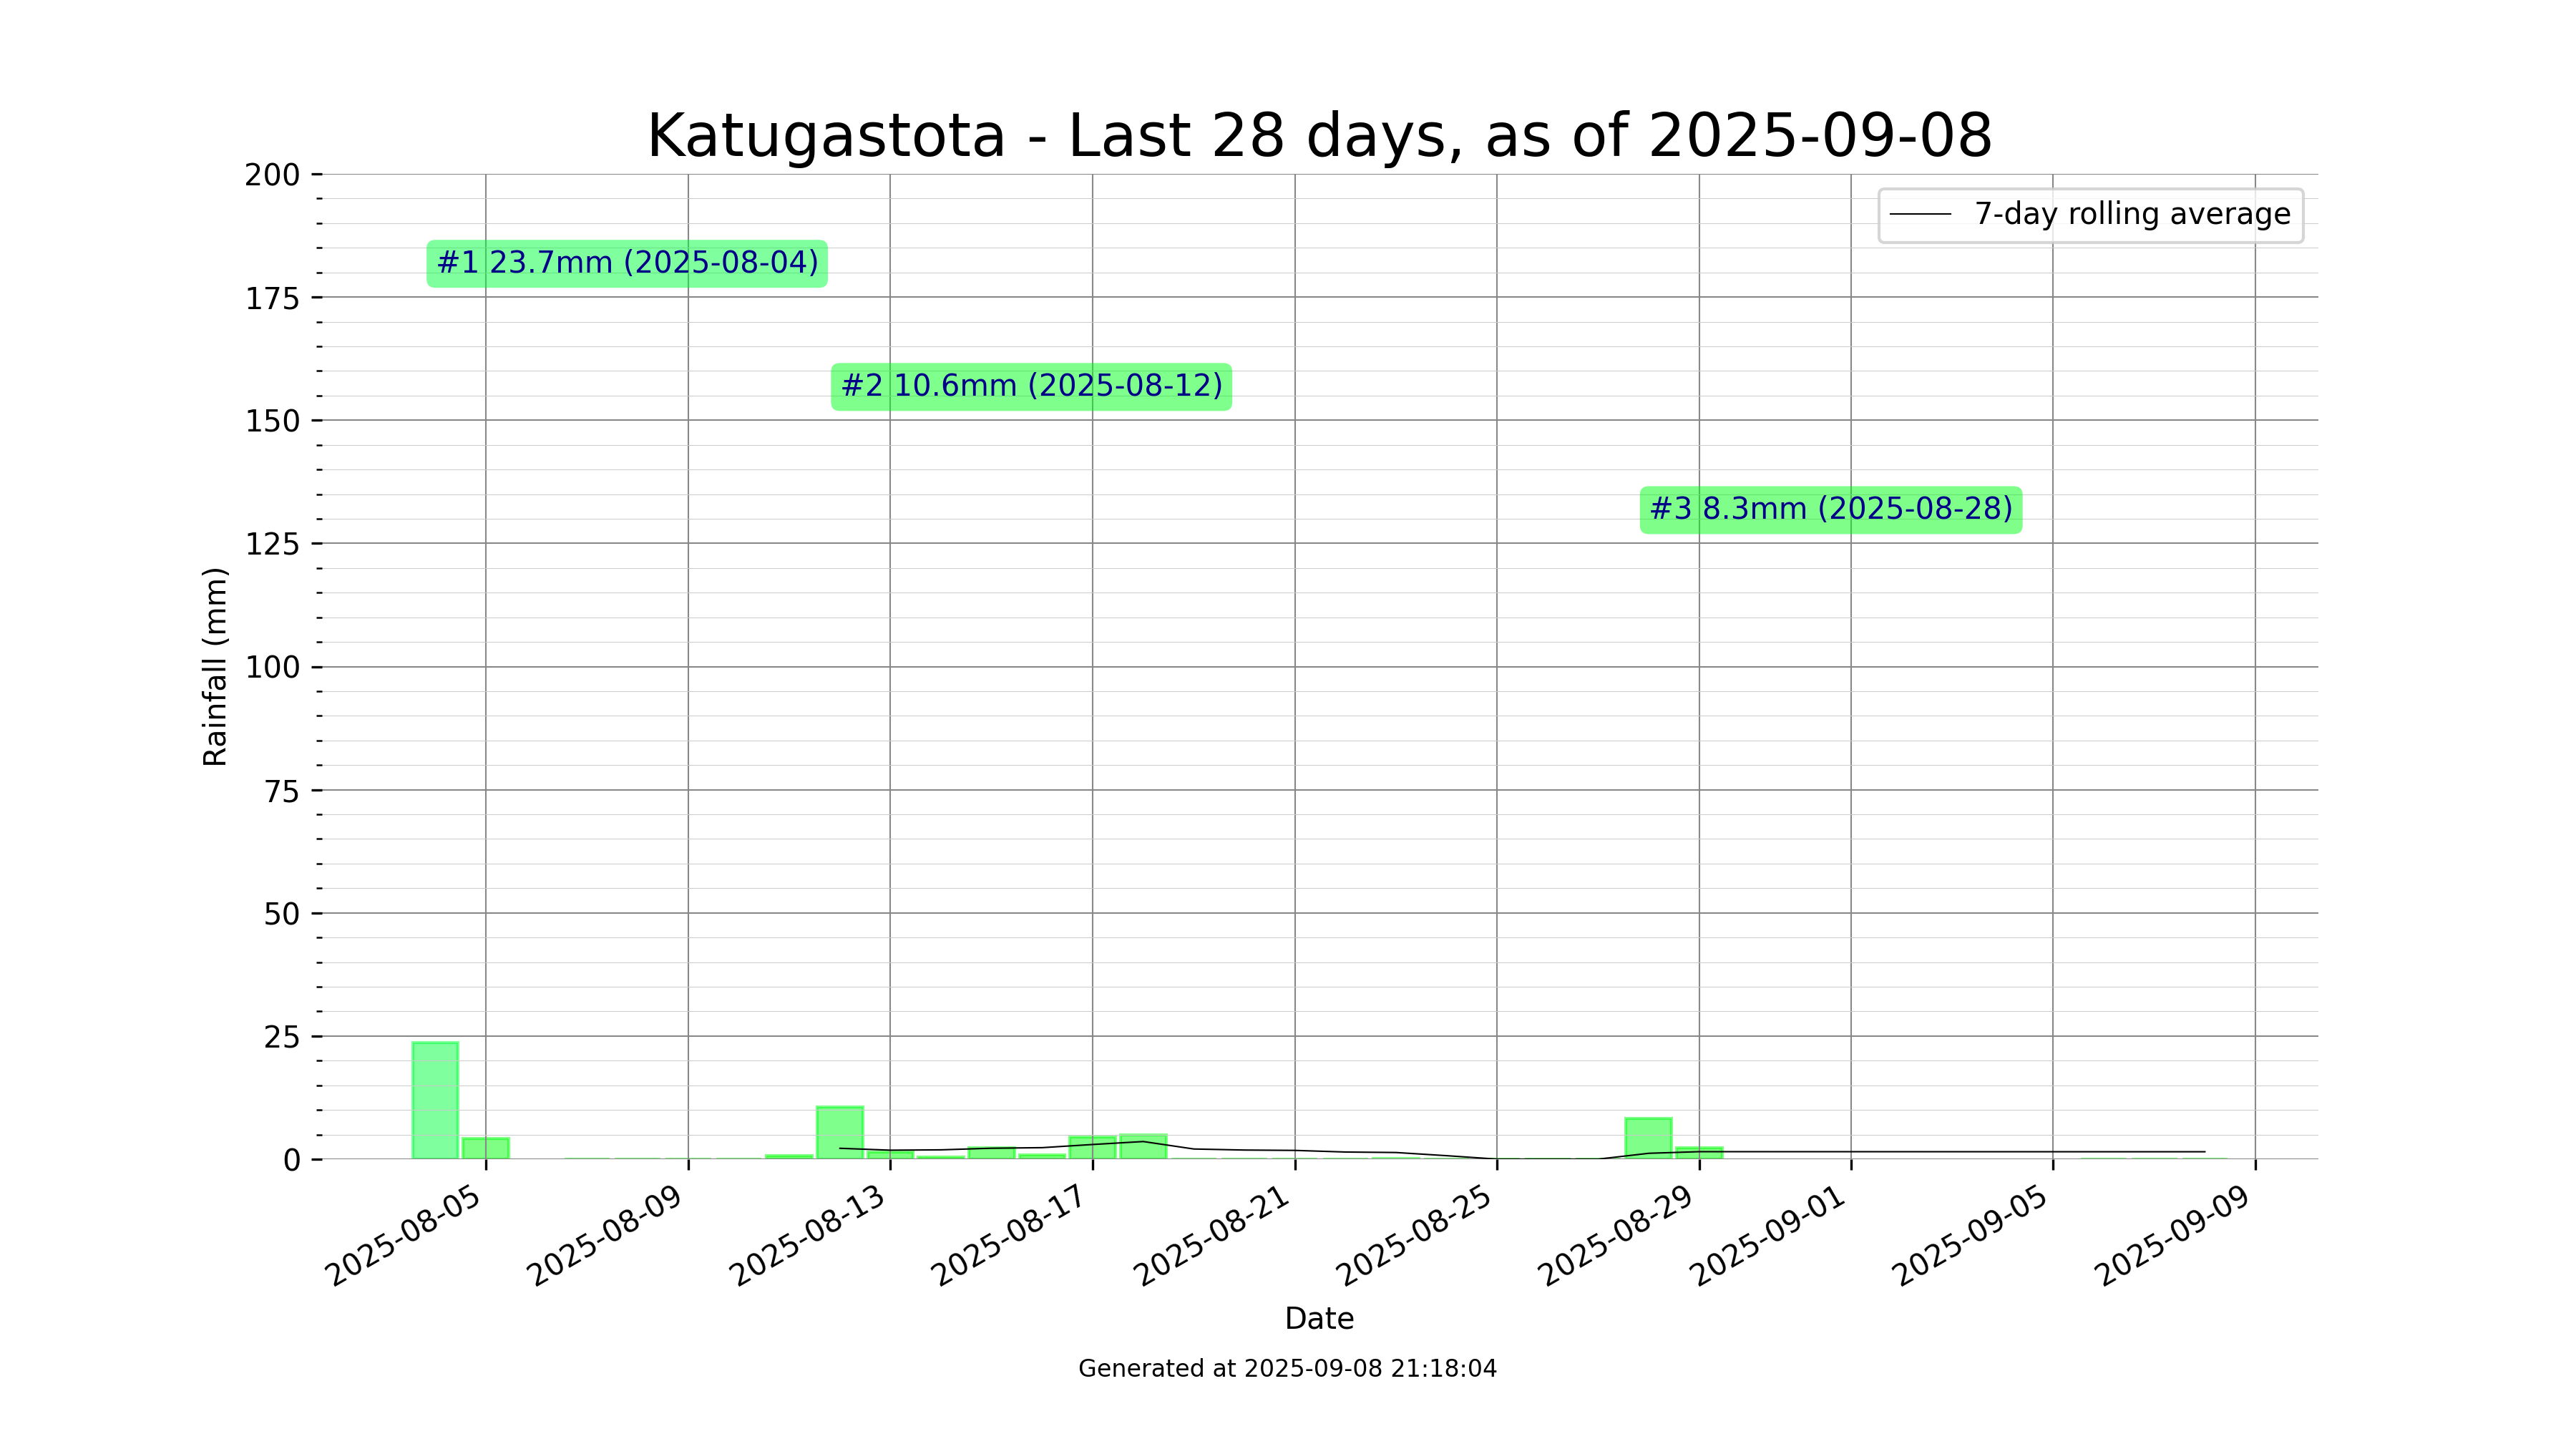 Katugastota - Last 28 days, as of 2025-09-08
200
175
150
125
100
75
50
25
0
Rainfall (mm)
7-day rolling average
#1 23.7mm (2025-08-04)
#2 10.6mm (2025-08-12)
#3 8.3mm (2025-08-28)
2025-08-05
2025-08-09
2025-08-13
2025-08-17
2025-08-21
2025-08-25
2025-08-29
2025-09-01
2025-09-05
2025-09-09
Date
Generated at 2025-09-08 21:18:04